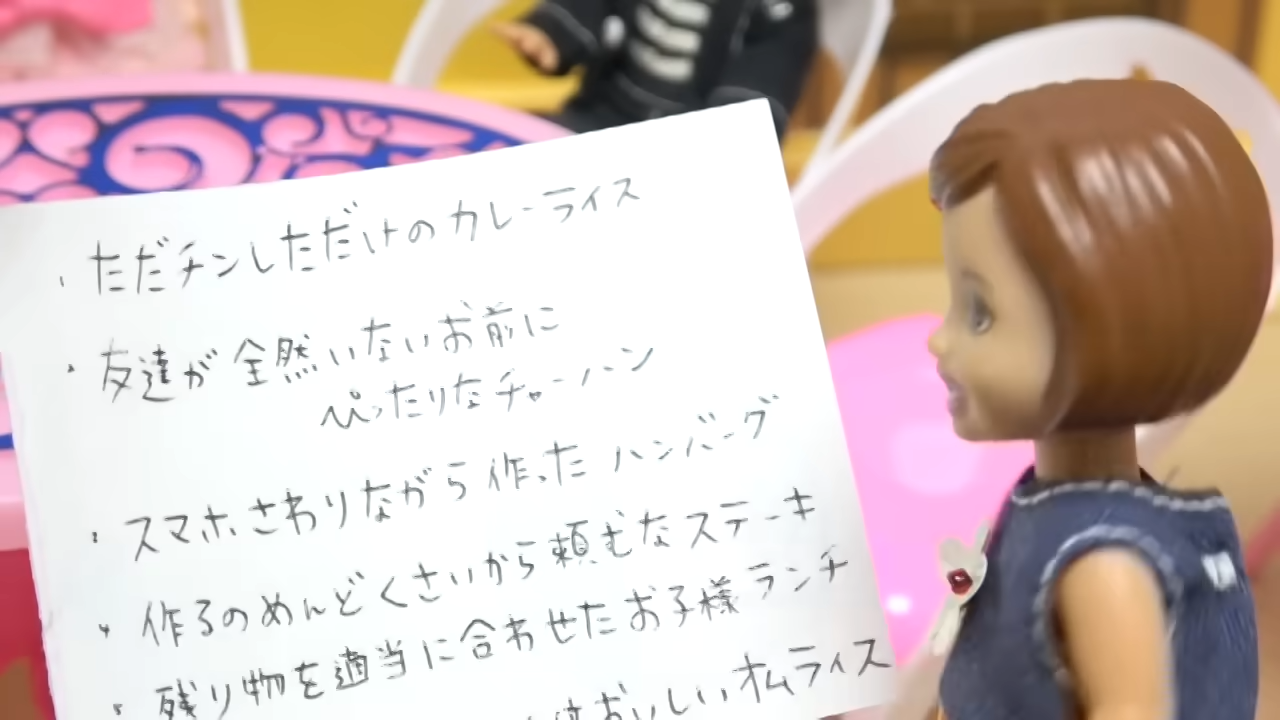 ・ただチンしただけのカレーライス
・友達が全然いないお前に
ぴったりなチャーハン
・スマホさわりながら作ったハンバーグ
・作るのめんどくさいから頼むなステーキ
・残り物を適当に合わせたお子様ランチ
はおいしいオムライス